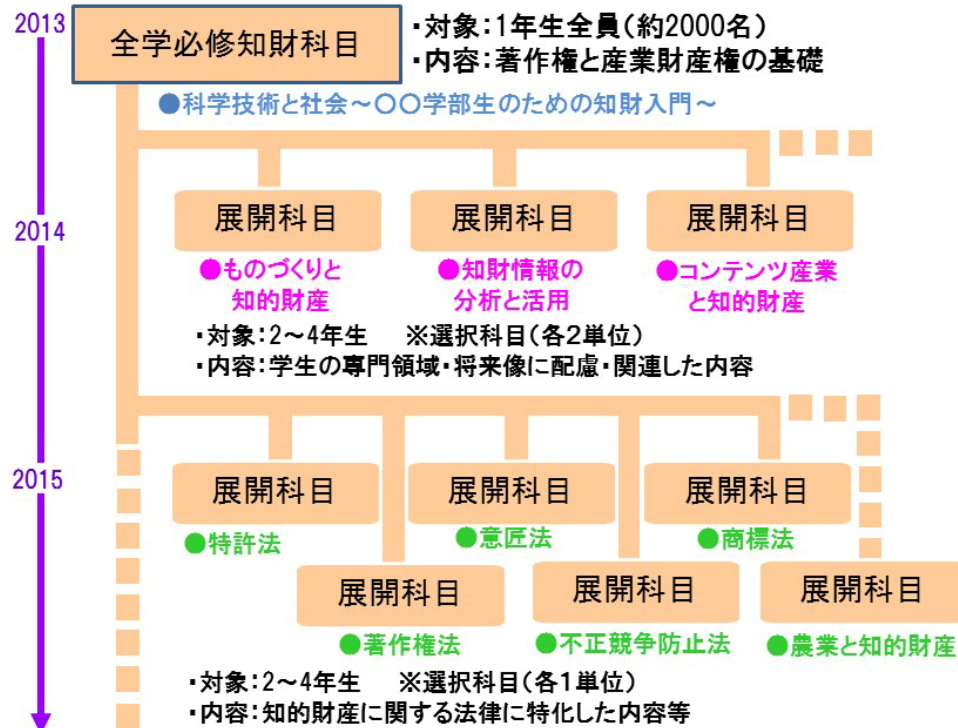 2013
全学必修知財科目
・対象：1年生全員（約2000名）
・内容：著作権と産業財産権の基礎
●科学技術と社会～〇〇学部生のための知財入門～
2014
展開科目
展開科目
展開科目
●ものづくりと
知的財産
●知財情報の
分析と活用
●コンテンツ産業
と知的財産
・対象：2～4年生　※選択科目（各2単位）
・内容：学生の専門領域・将来像に配慮・関連した内容
2015
展開科目
展開科目
展開科目
●特許法
●意匠法
●商標法
展開科目
展開科目
展開科目
●著作権法
●不正競争防止法
●農業と知的財産
・対象：2～4年生　※選択科目（各1単位）
・内容：知的財産に関する法律に特化した内容等